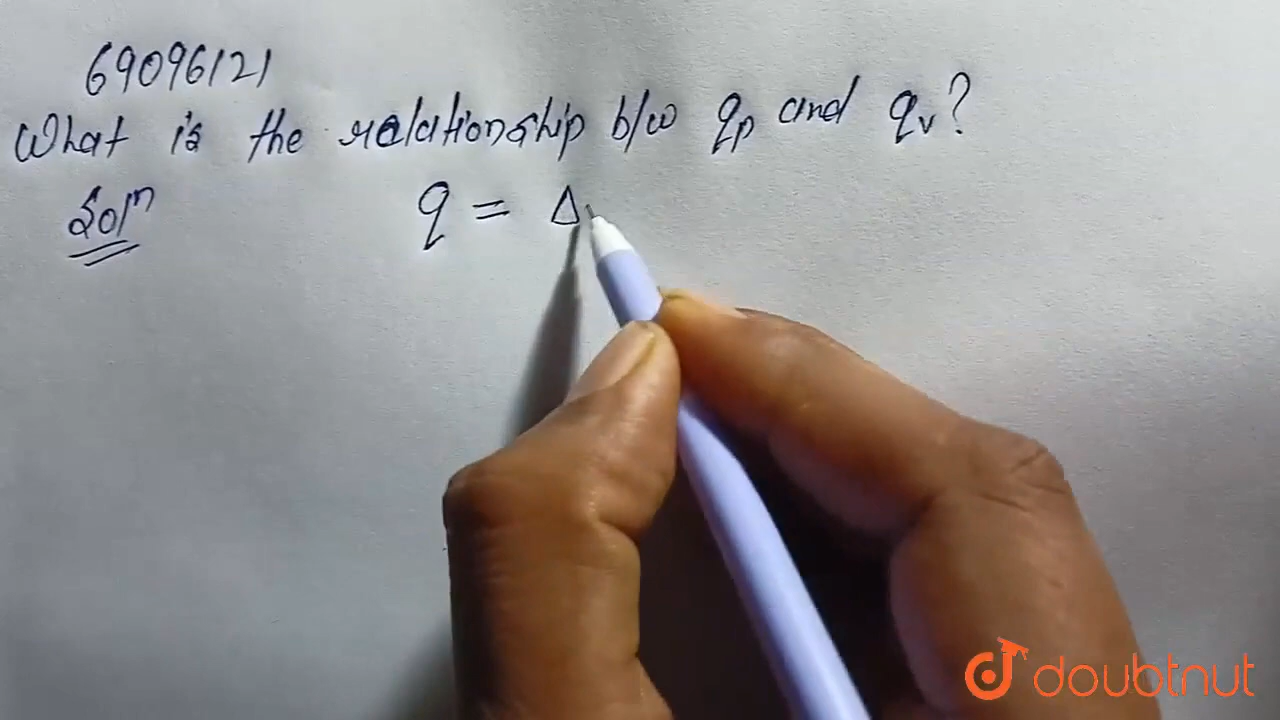 69096121
What is the relationship b/w qp and qv?
Soln
q = Δ
doubtnut